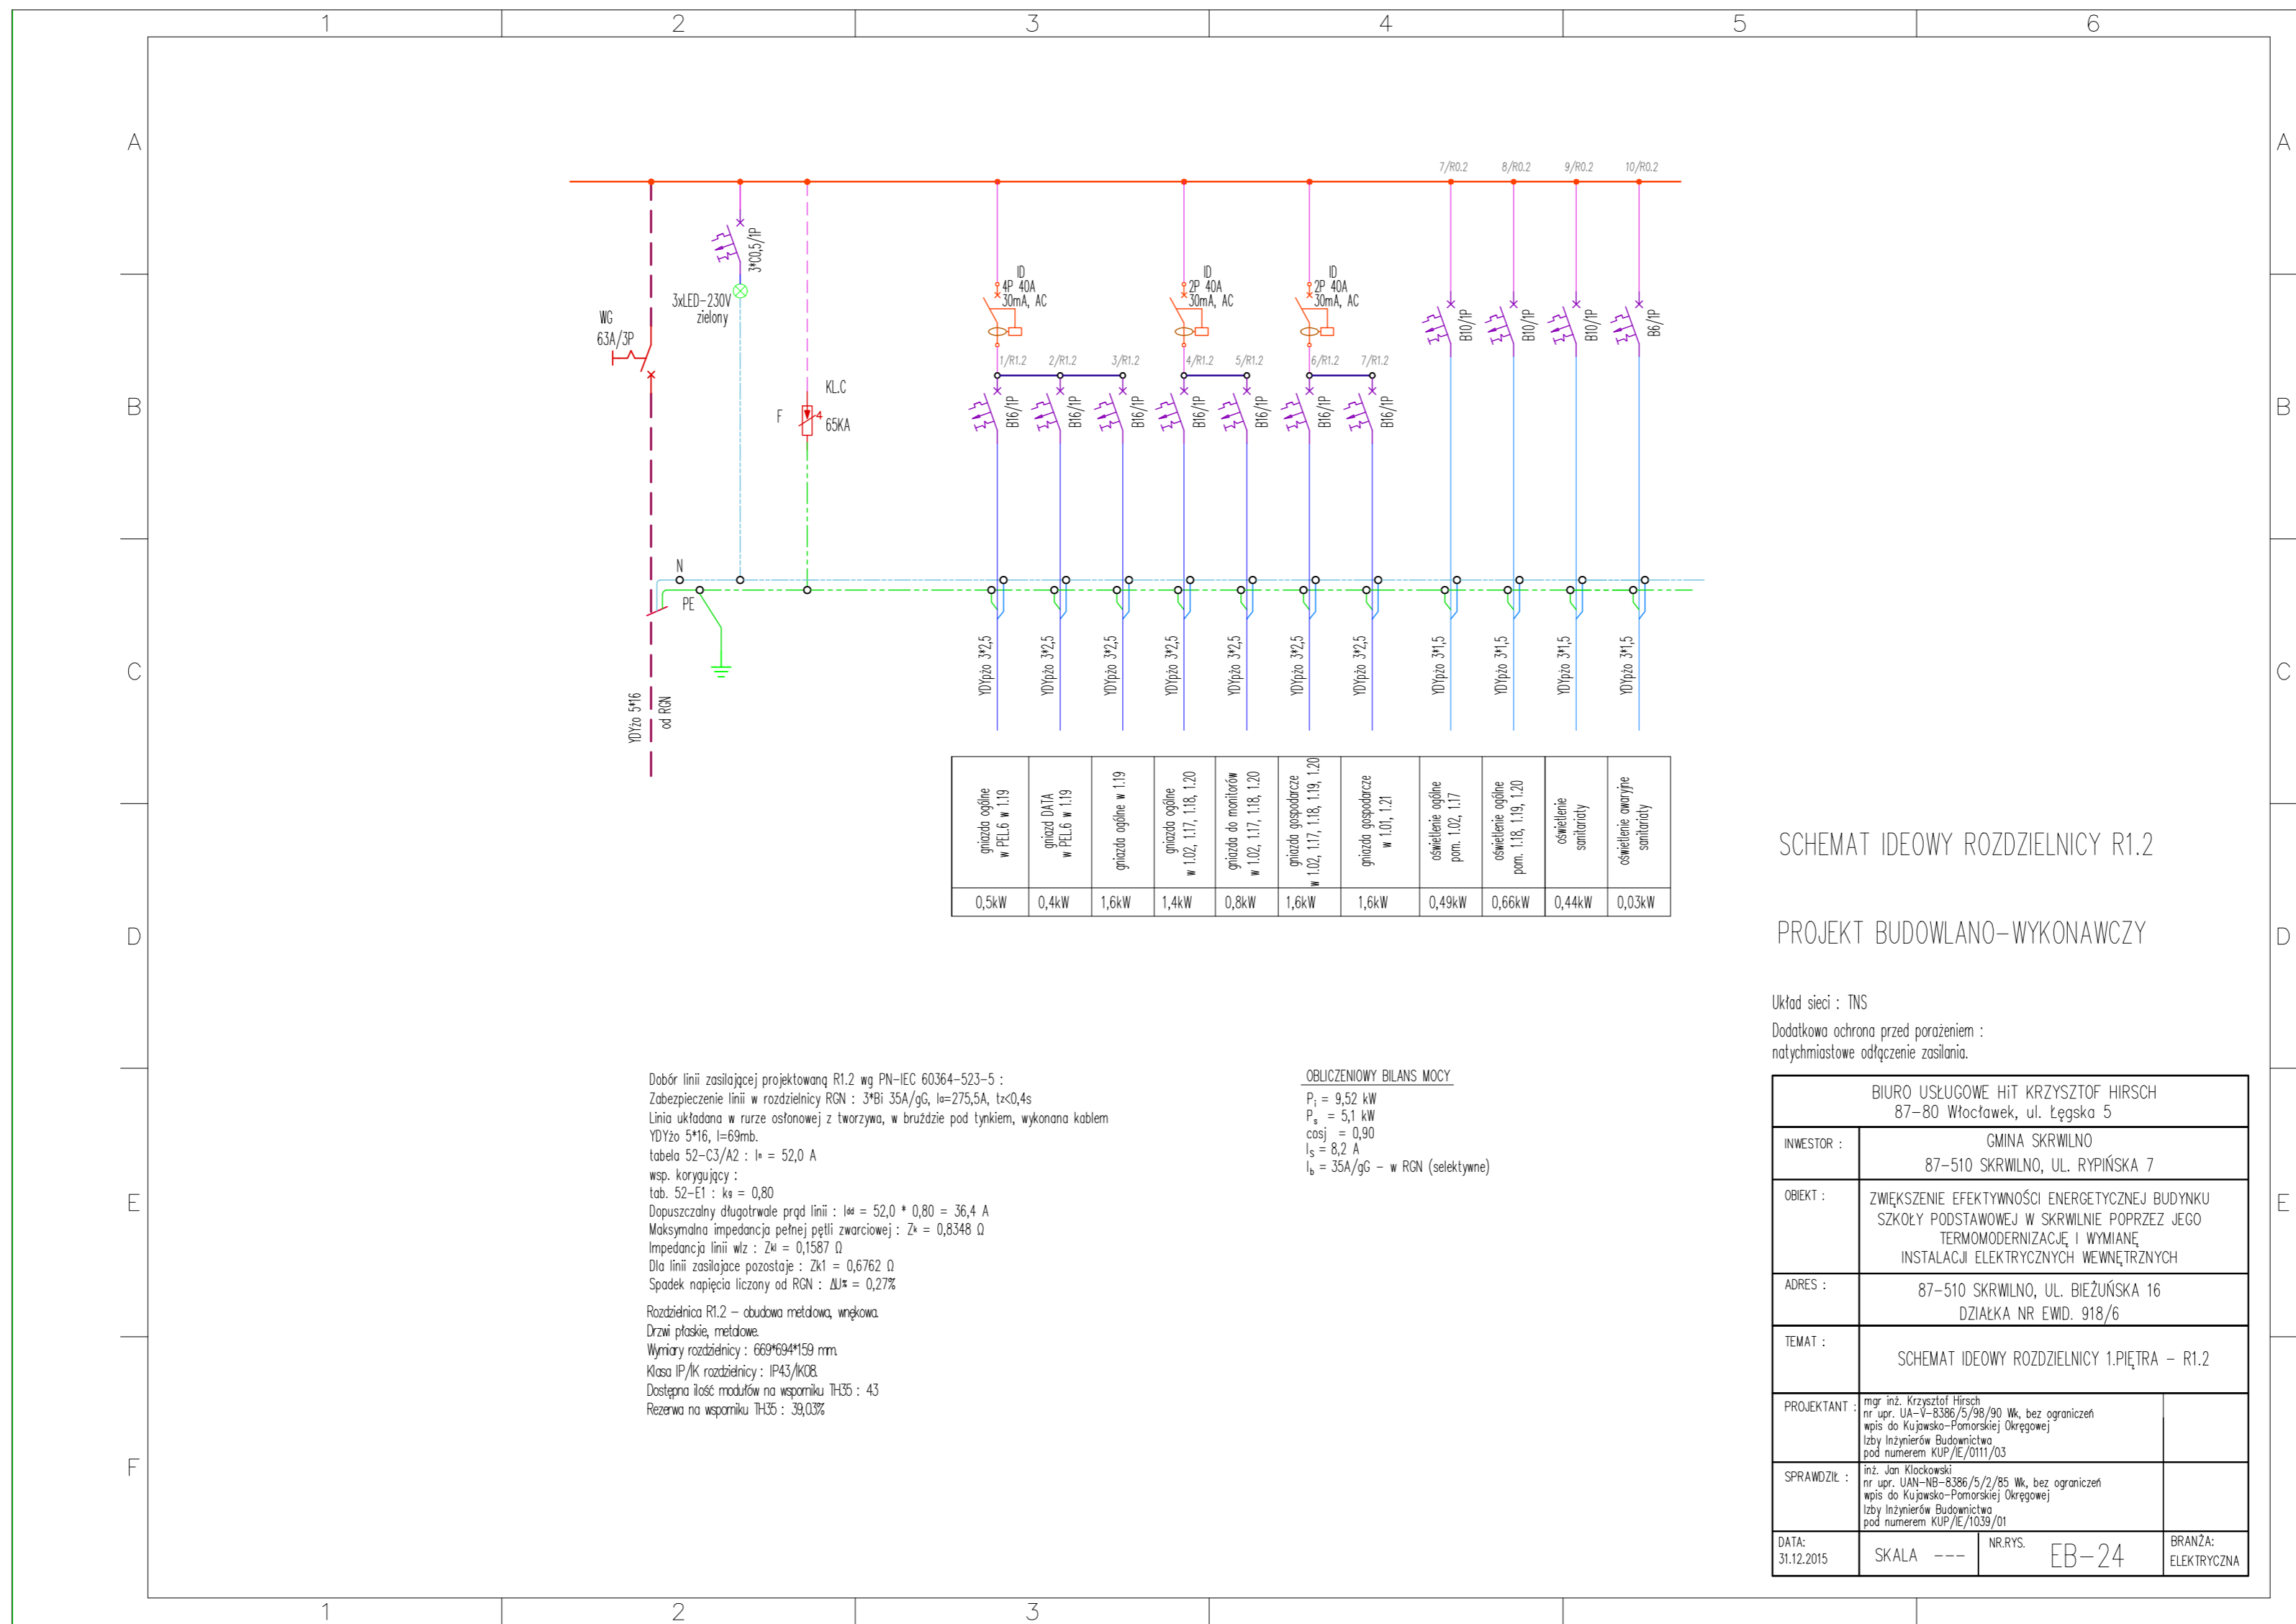 1 2 3 4 5 6
A A
B B
C C
D D
E E
F
7/R0.2 8/R0.2 9/R0.2 10/R0.2
3*C0,5/1P
3xLED-230V
zielony
WG
63A/3P
KL.C
F 4
65KA
ID
4P 40A
30mA, AC
ID
2P 40A
30mA, AC
ID
2P 40A
30mA, AC
B10/1P B10/1P B10/1P B6/1P
1/R1.2 2/R1.2 3/R1.2 4/R1.2 5/R1.2 6/R1.2 7/R1.2
B16/1P B16/1P B16/1P B16/1P B16/1P B16/1P B16/1P
N
PE
YDYżo 5*16
od RGN
YDYpżo 3*2,5 YDYpżo 3*2,5 YDYpżo 3*2,5 YDYpżo 3*2,5 YDYpżo 3*2,5 YDYpżo 3*2,5 YDYpżo 3*2,5 YDYpżo 3*1,5 YDYpżo 3*1,5 YDYpżo 3*1,5 YDYpżo 3*1,5
gniazda ogólne
w PEL6 w 1.19
gniazd DATA
w PEL.6 w 1.19
gniazda ogólne w 1.19
gniazda ogólne
w 1.02, 1.17, 1.18, 1.20
gniazda do monitorów
w 1.02, 1.17, 1.18, 1.20
gniazda gospodarcze
w 1.02, 1.17, 1.18, 1.19, 1.20
gniazda gospodarcze
w 1.01, 1.21
oświetlenie ogólne
pom. 1.02, 1.17
oświetlenie ogólne
pom. 1.18, 1.19, 1.20
oświetlenie
sanitariaty
oświetlenie awaryjne
sanitariaty
0,5kW 0,4kW 1,6kW 1,4kW 0,8kW 1,6kW 1,6kW 0,49kW 0,66kW 0,44kW 0,03kW
SCHEMAT IDEOWY ROZDZIELNICY R1.2
PROJEKT BUDOWLANO-WYKONAWCZY
Układ sieci : TNS
Dodatkowa ochrona przed porażeniem :
natychmiastowe odłączenie zasilania.
Dobór linii zasilającej projektowaną R1.2 wg PN-IEC 60364-523-5 :
Zabezpieczenie linii w rozdzielnicy RGN : 3*Bi 35A/gG, Ia=275,5A, tz<0,4s
Linia układana w rurze osłonowej z tworzywa, w bruździe pod tynkiem, wykonana kablem
YDYżo 5*16, l=69mb.
tabela 52-C3/A2 : In = 52,0 A
wsp. korygujący :
tab. 52-E1 : kg = 0,80
Dopuszczalny długotrwale prąd linii : Idd = 52,0 * 0,80 = 36,4 A
Maksymalna impedancja pełnej pętli zwarciowej : Zk = 0,8348 Ω
Impedancja linii wlz : Zkl = 0,1587 Ω
Dla linii zasilajace pozostaje : Zk1 = 0,6762 Ω
Spadek napięcia liczony od RGN : ΔU% = 0,27%
Rozdzielnica R1.2 – obudowa metalowa, wnękowa.
Drzwi płaskie, metalowe.
Wymiary rozdzielnicy : 669*694*159 mm.
Klasa IP/IK rozdzielnicy : IP43/IK08.
Dostępna ilość modułów na wsporniku TH35 : 43
Rezerwa na wsporniku TH35 : 39,03%
OBLICZENIOWY BILANS MOCY
Pi = 9,52 kW
Ps = 5,1 kW
cosj = 0,90
Is = 8,2 A
Ib = 35A/gG – w RGN (selektywne)
BIURO USŁUGOWE HiT KRZYSZTOF HIRSCH
87-80 Włocławek, ul. Łęgska 5
INWESTOR :
GMINA SKRWILNO
87-510 SKRWILNO, UL. RYPIŃSKA 7
OBIEKT :
ZWIĘKSZENIE EFEKTYWNOŚCI ENERGETYCZNEJ BUDYNKU
SZKOŁY PODSTAWOWEJ W SKRWILNIE POPRZEZ JEGO
TERMOMODERNIZACJĘ I WYMIANĘ
INSTALACJI ELEKTRYCZNYCH WEWNĘTRZNYCH
ADRES :
87-510 SKRWILNO, UL. BIEŻUŃSKA 16
DZIAŁKA NR EWID. 918/6
TEMAT :
SCHEMAT IDEOWY ROZDZIELNICY 1.PIĘTRA – R1.2
PROJEKTANT :
mgr inż. Krzysztof Hirsch
nr upr. UA-V-8386/5/98/90 Wk, bez ograniczeń
wpis do Kujawsko-Pomorskiej Okręgowej
Izby Inżynierów Budownictwa
pod numerem KUP/IE/0111/03
SPRAWDZIŁ :
inż. Jan Klockowski
nr upr. UAN-NB-8386/5/2/85 Wk, bez ograniczeń
wpis do Kujawsko-Pomorskiej Okręgowej
Izby Inżynierów Budownictwa
pod numerem KUP/IE/1039/01
DATA:
31.12.2015
SKALA ---
NR.RYS. EB-24
BRANŻA:
ELEKTRYCZNA
1 2 3